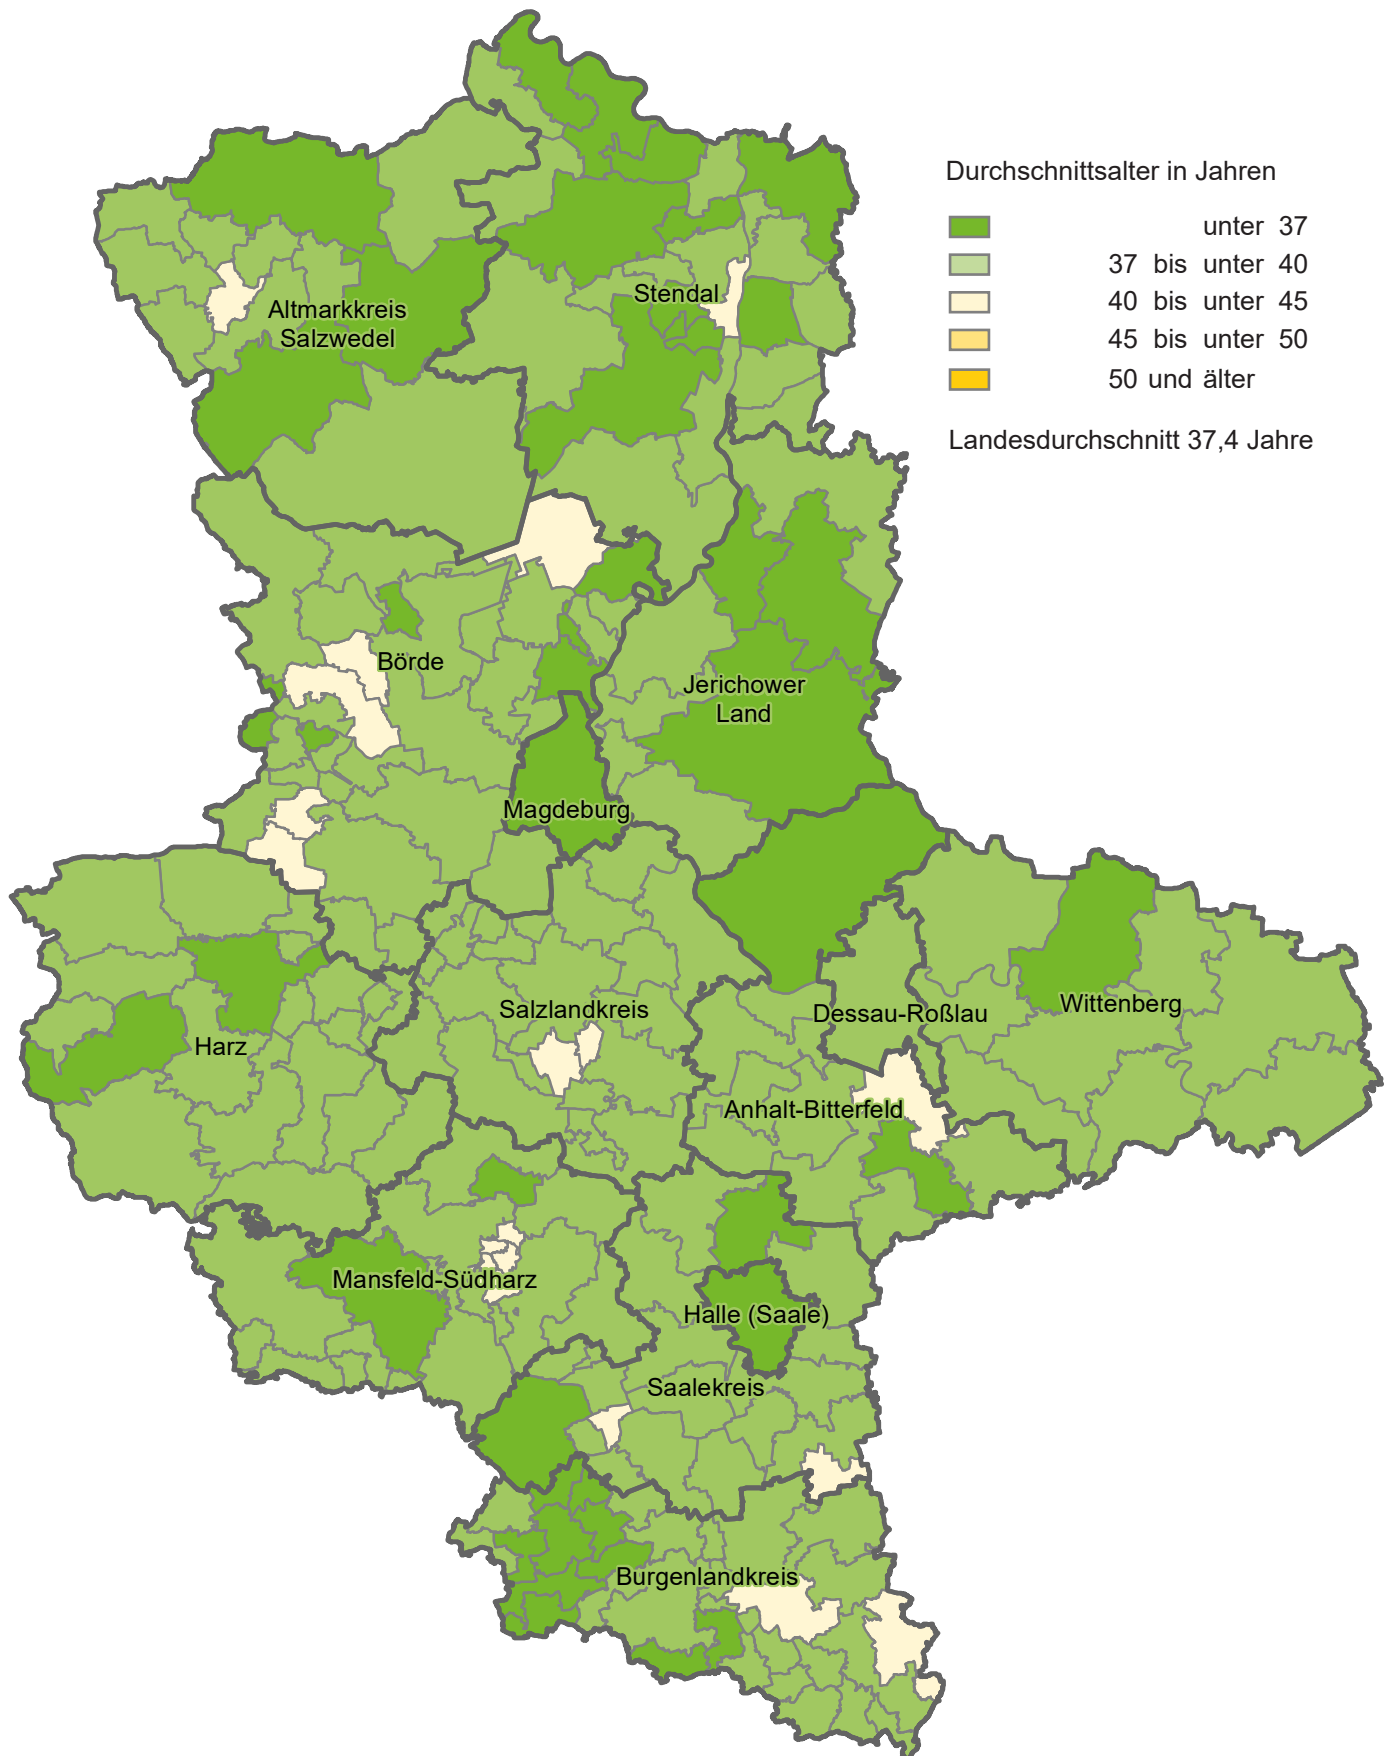 Durchschnittsalter in Jahren
unter 37
37 bis unter 40
40 bis unter 45
45 bis unter 50
50 und älter
Landesdurchschnitt 37,4 Jahre
Stendal
Altmarkkreis
Salzwedel
Börde
Jerichower
Land
Magdeburg
Salzlandkreis
Dessau-Roßlau
Wittenberg
Harz
Anhalt-Bitterfeld
Mansfeld-Südharz
Halle (Saale)
Saalekreis
Burgenlandkreis